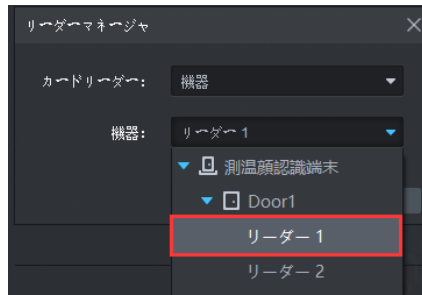 リーダーマネージャ
カードリーダー: 機器
機器: リーダー 1
測温顔認識端末
Door1
リーダー 1
リーダー 2